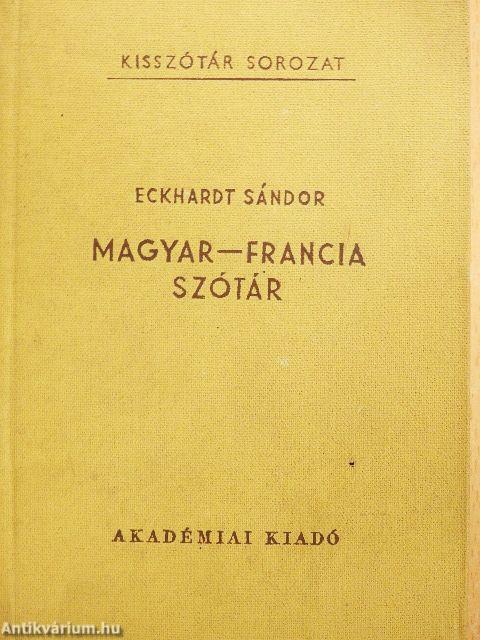 KISSZÓTÁR SOROZAT
ECKHARDT SÁNDOR
MAGYAR—FRANCIA
SZÓTÁR
AKADÉMIAI KIADÓ
Antikvárium.hu